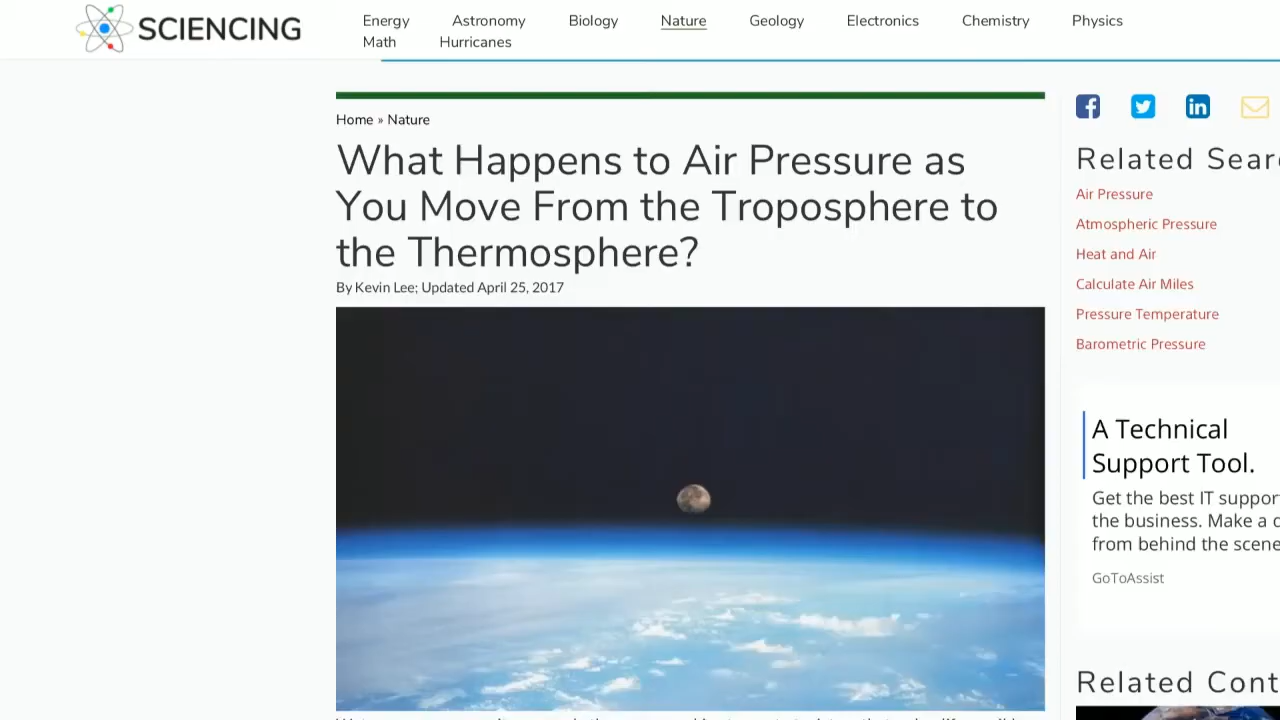 SCIENCING
Energy Astronomy Biology Nature Geology Electronics Chemistry Physics
Math Hurricanes
Home » Nature
What Happens to Air Pressure as
You Move From the Troposphere to
the Thermosphere?
By Kevin Lee; Updated April 25, 2017
Related Sear
Air Pressure
Atmospheric Pressure
Heat and Air
Calculate Air Miles
Pressure Temperature
Barometric Pressure
A Technical
Support Tool.
Get the best IT suppor
the business. Make a
from behind the scene
GoToAssist
Related Cont